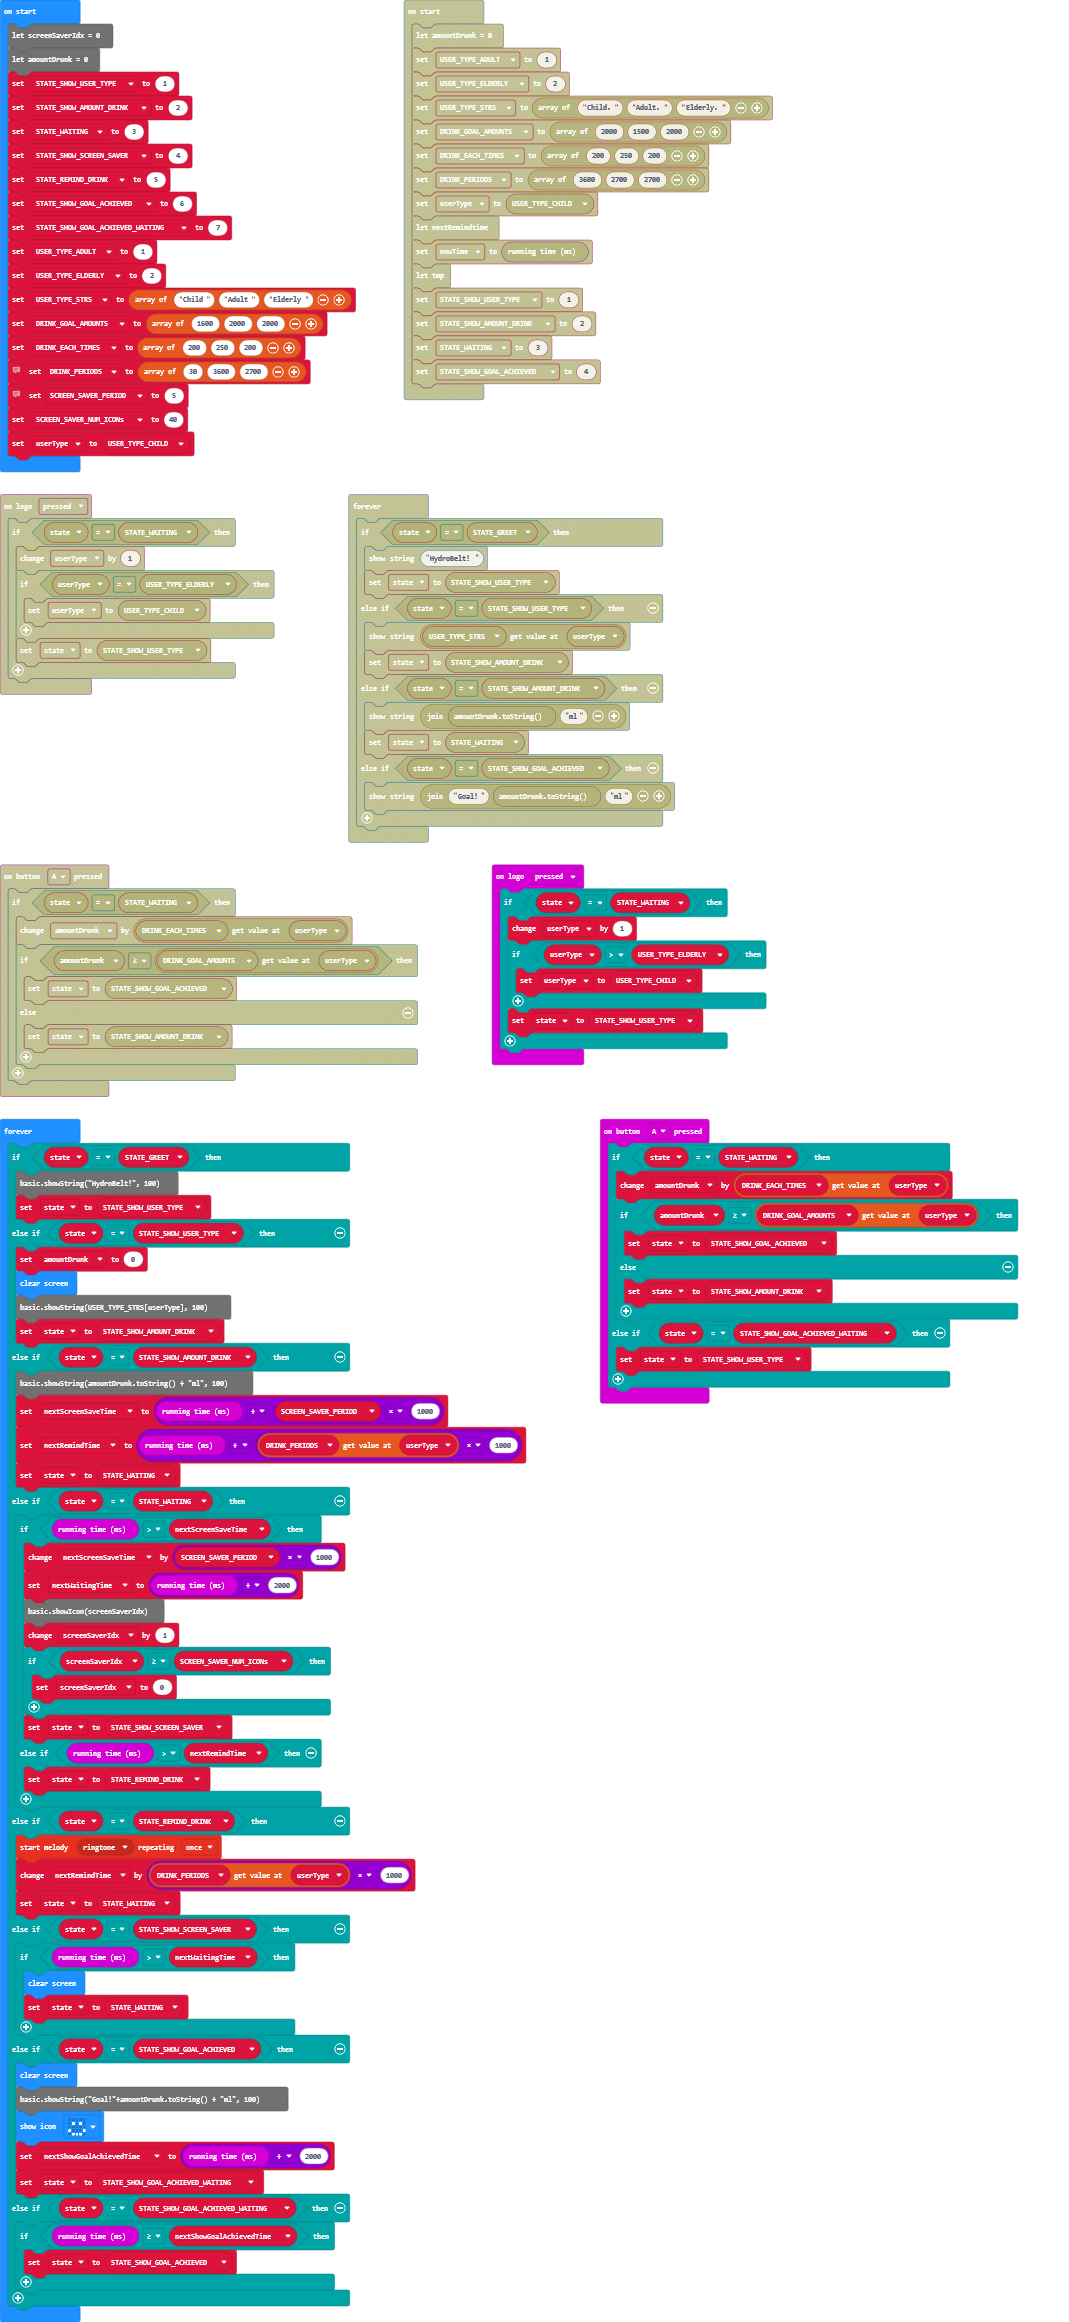 on start
let screenSaverIdx = 0
let amountDrunk = 0
set STATE_SHOW_USER_TYPE to 1
set STATE_SHOW_AMOUNT_DRINK to 2
set STATE_WAITING to 3
set STATE_SHOW_SCREEN_SAVER to 4
set STATE_REMIND_DRINK to 5
set STATE_SHOW_GOAL_ACHIEVED to 6
set STATE_SHOW_GOAL_ACHIEVED_WAITING to 7
set USER_TYPE_ADULT to 1
set USER_TYPE_ELDERLY to 2
set USER_TYPE_STRS to array of "Child " "Adult " "Elderly "
set DRINK_GOAL_AMOUNTS to array of 1600 2000 2000
set DRINK_EACH_TIMES to array of 200 250 200
set DRINK_PERIODS to array of 30 3600 2700
set SCREEN_SAVER_PERIOD to 5
set SCREEN_SAVER_NUM_ICONs to 40
set userType to USER_TYPE_CHILD
on start
let amountDrunk = 0
set USER_TYPE_ADULT to 1
set USER_TYPE_ELDERLY to 2
set USER_TYPE_STRS to array of "Child. " "Adult. " "Elderly. "
set DRINK_GOAL_AMOUNTS to array of 2000 1500 2000
set DRINK_EACH_TIMES to array of 200 250 200
set DRINK_PERIODS to array of 3600 2700 2700
set userType to USER_TYPE_CHILD
let nextRemindtime
set nowTime to running time (ms)
let tmp
set STATE_SHOW_USER_TYPE to 1
set STATE_SHOW_AMOUNT_DRINK to 2
set STATE_WAITING to 3
set STATE_SHOW_GOAL_ACHIEVED to 4
on logo pressed
if state = STATE_WAITING then
change userType by 1
if userType = USER_TYPE_ELDERLY then
set userType to USER_TYPE_CHILD
set state to STATE_SHOW_USER_TYPE
forever
if state = STATE_GREET then
show string "HydroBelt! "
set state to STATE_SHOW_USER_TYPE
else if state = STATE_SHOW_USER_TYPE then
show string USER_TYPE_STRS get value at userType
set state to STATE_SHOW_AMOUNT_DRINK
else if state = STATE_SHOW_AMOUNT_DRINK then
show string join amountDrunk.toString() "ml"
set state to STATE_WAITING
else if state = STATE_SHOW_GOAL_ACHIEVED then
show string join "Goal! " amountDrunk.toString() "ml"
on button A pressed
if state = STATE_WAITING then
change amountDrunk by DRINK_EACH_TIMES get value at userType
if amountDrunk ≥ DRINK_GOAL_AMOUNTS get value at userType then
set state to STATE_SHOW_GOAL_ACHIEVED
else
set state to STATE_SHOW_AMOUNT_DRINK
on logo pressed
if state = STATE_WAITING then
change userType by 1
if userType > USER_TYPE_ELDERLY then
set userType to USER_TYPE_CHILD
set state to STATE_SHOW_USER_TYPE
forever
if state = STATE_GREET then
basic.showString("HydroBelt!", 100)
set state to STATE_SHOW_USER_TYPE
else if state = STATE_SHOW_USER_TYPE then
set amountDrunk to 0
clear screen
basic.showString(USER_TYPE_STRS[userType], 100)
set state to STATE_SHOW_AMOUNT_DRINK
else if state = STATE_SHOW_AMOUNT_DRINK then
basic.showString(amountDrunk.toString() + "ml", 100)
set nextScreenSaveTime to running time (ms) + SCREEN_SAVER_PERIOD × 1000
set nextRemindTime to running time (ms) + DRINK_PERIODS get value at userType × 1000
set state to STATE_WAITING
else if state = STATE_WAITING then
if running time (ms) > nextScreenSaveTime then
change nextScreenSaveTime by SCREEN_SAVER_PERIOD × 1000
set nextWaitingTime to running time (ms) + 2000
basic.showIcon(screenSaverIdx)
change screenSaverIdx by 1
if screenSaverIdx ≥ SCREEN_SAVER_NUM_ICONs then
set screenSaverIdx to 0
set state to STATE_SHOW_SCREEN_SAVER
else if running time (ms) > nextRemindTime then
set state to STATE_REMIND_DRINK
else if state = STATE_REMIND_DRINK then
start melody ringtone repeating once
change nextRemindTime by DRINK_PERIODS get value at userType × 1000
set state to STATE_WAITING
else if state = STATE_SHOW_SCREEN_SAVER then
if running time (ms) > nextWaitingTime then
clear screen
set state to STATE_WAITING
else if state = STATE_SHOW_GOAL_ACHIEVED then
clear screen
basic.showString("Goal!"+amountDrunk.toString() + "ml", 100)
show icon
set nextShowGoalAchievedTime to running time (ms) + 2000
set state to STATE_SHOW_GOAL_ACHIEVED_WAITING
else if state = STATE_SHOW_GOAL_ACHIEVED_WAITING then
if running time (ms) ≥ nextShowGoalAchievedTime then
set state to STATE_SHOW_GOAL_ACHIEVED
on button A pressed
if state = STATE_WAITING then
change amountDrunk by DRINK_EACH_TIMES get value at userType
if amountDrunk ≥ DRINK_GOAL_AMOUNTS get value at userType then
set state to STATE_SHOW_GOAL_ACHIEVED
else
set state to STATE_SHOW_AMOUNT_DRINK
else if state = STATE_SHOW_GOAL_ACHIEVED_WAITING then
set state to STATE_SHOW_USER_TYPE